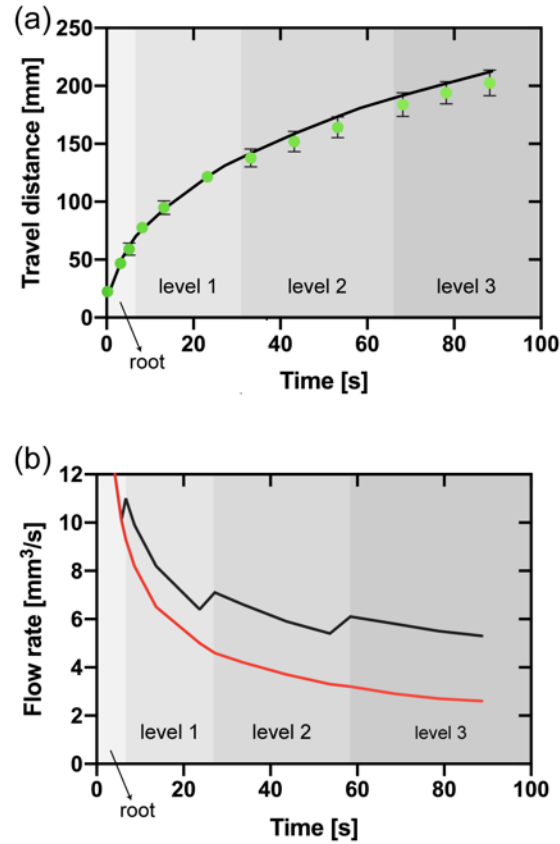 (a)
250
200
150
100
50
0
Travel distance [mm]
level 1
level 2
level 3
0
20
40
60
80
100
root
Time [s]
(b)
12
10
8
6
4
2
0
Flow rate [mm³/s]
level 1
level 2
level 3
0
20
40
60
80
100
root
Time [s]